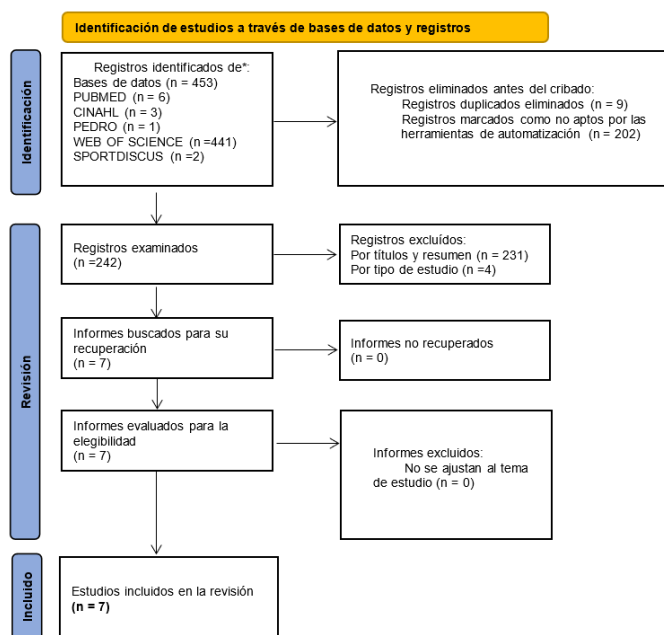 Identificación de estudios a través de bases de datos y registros
Identificación
Registros identificados de*:
Bases de datos (n = 453)
PUBMED (n = 6)
CINAHL (n = 3)
PEDRO (n = 1)
WEB OF SCIENCE (n =441)
SPORTDISCUS (n =2)
Registros eliminados antes del cribado:
Registros duplicados eliminados (n = 9)
Registros marcados como no aptos por las
herramientas de automatización (n = 202)
Revisión
Registros examinados
(n =242)
Registros excluídos:
Por títulos y resumen (n = 231)
Por tipo de estudio (n =4)
Informes buscados para su
recuperación
(n = 7)
Informes no recuperados
(n = 0)
Informes evaluados para la
elegibilidad
(n = 7)
Informes excluidos:
No se ajustan al tema
de estudio (n = 0)
Incluido
Estudios incluidos en la revisión
(n = 7)